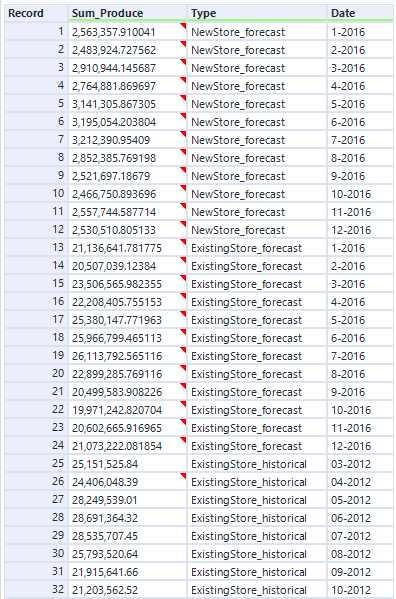 Record Sum_Produce Type Date
1 2,563,357.910041 NewStore_forecast 1-2016
2 2,483,924.727562 NewStore_forecast 2-2016
3 2,910,944.145687 NewStore_forecast 3-2016
4 2,764,881.869697 NewStore_forecast 4-2016
5 3,141,305.867305 NewStore_forecast 5-2016
6 3,195,054.203804 NewStore_forecast 6-2016
7 3,212,390.95409 NewStore_forecast 7-2016
8 2,852,385.769198 NewStore_forecast 8-2016
9 2,521,697.18679 NewStore_forecast 9-2016
10 2,466,750.893696 NewStore_forecast 10-2016
11 2,557,744.587714 NewStore_forecast 11-2016
12 2,530,510.805133 NewStore_forecast 12-2016
13 21,136,641.781775 ExistingStore_forecast 1-2016
14 20,507,039.12384 ExistingStore_forecast 2-2016
15 23,506,565.982355 ExistingStore_forecast 3-2016
16 22,208,405.755153 ExistingStore_forecast 4-2016
17 25,380,147.771963 ExistingStore_forecast 5-2016
18 25,966,799.465113 ExistingStore_forecast 6-2016
19 26,113,792.565116 ExistingStore_forecast 7-2016
20 22,899,285.769116 ExistingStore_forecast 8-2016
21 20,499,583.908226 ExistingStore_forecast 9-2016
22 19,971,242.820704 ExistingStore_forecast 10-2016
23 20,602,665.916965 ExistingStore_forecast 11-2016
24 21,073,222.081854 ExistingStore_forecast 12-2016
25 25,151,525.84 ExistingStore_historical 03-2012
26 24,406,048.39 ExistingStore_historical 04-2012
27 28,249,539.01 ExistingStore_historical 05-2012
28 28,691,364.32 ExistingStore_historical 06-2012
29 28,535,707.45 ExistingStore_historical 07-2012
30 25,793,520.64 ExistingStore_historical 08-2012
31 21,915,641.66 ExistingStore_historical 09-2012
32 21,203,562.52 ExistingStore_historical 10-2012